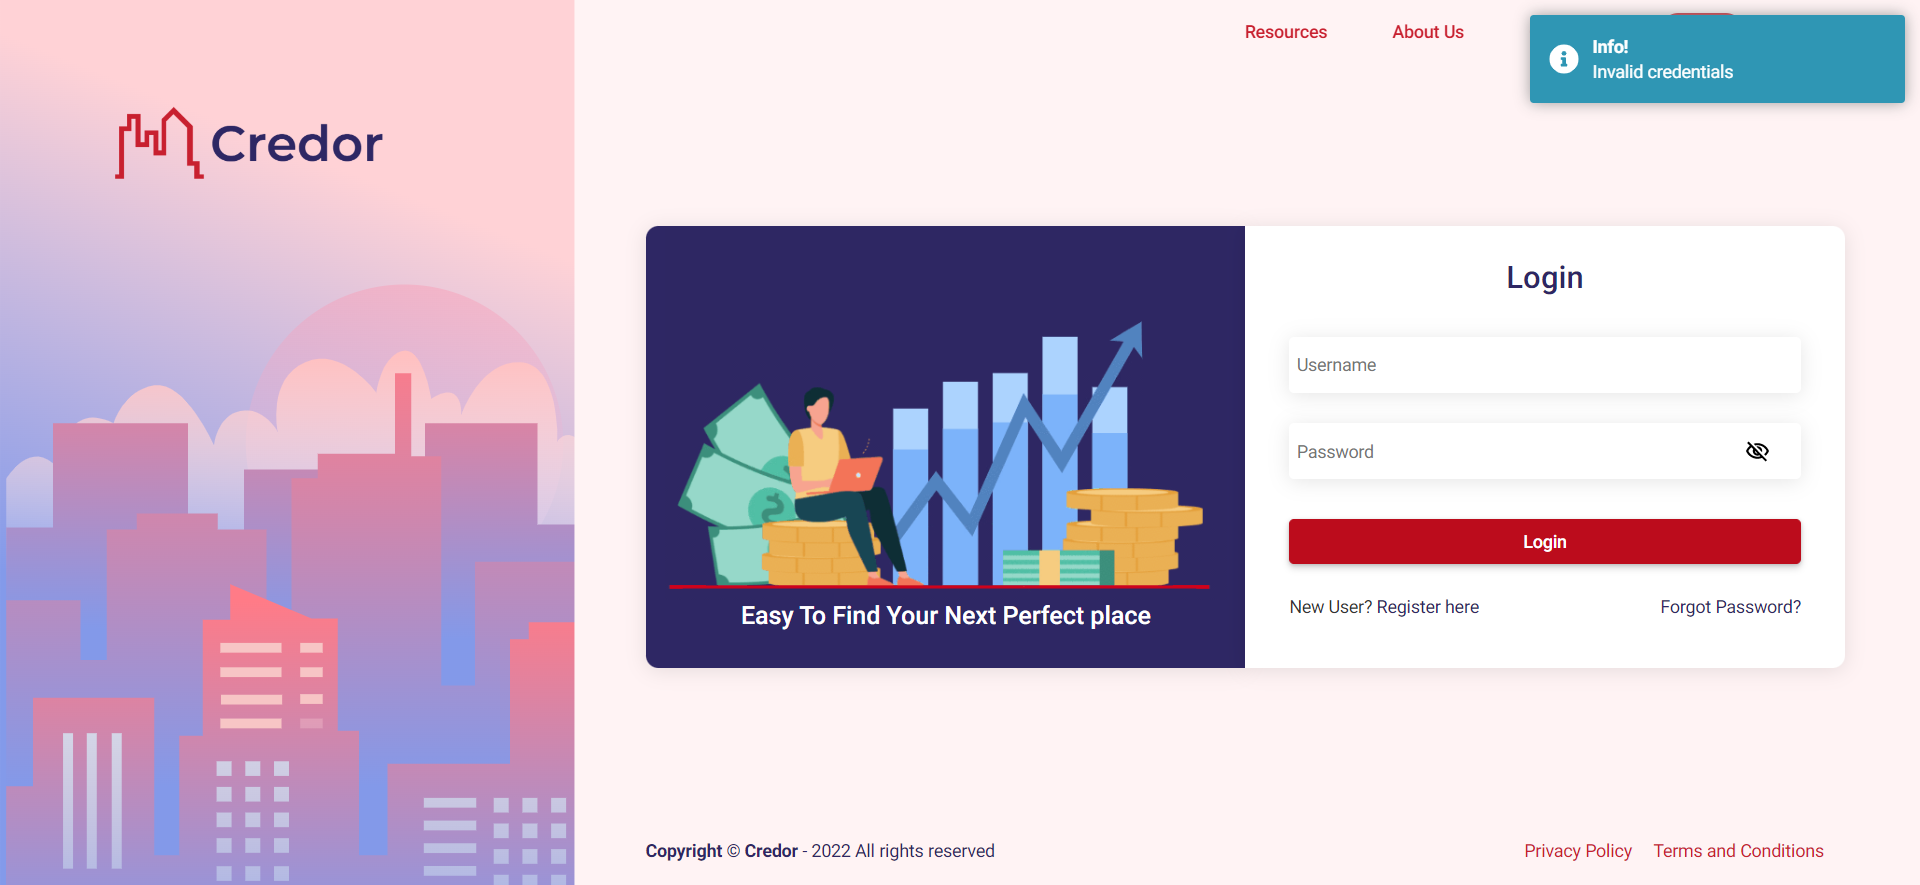 Resources
About Us
Info!
Invalid credentials
Credor
Login
Username
Password
Login
New User? Register here
Forgot Password?
Easy To Find Your Next Perfect place
Copyright © Credor - 2022 All rights reserved
Privacy Policy
Terms and Conditions